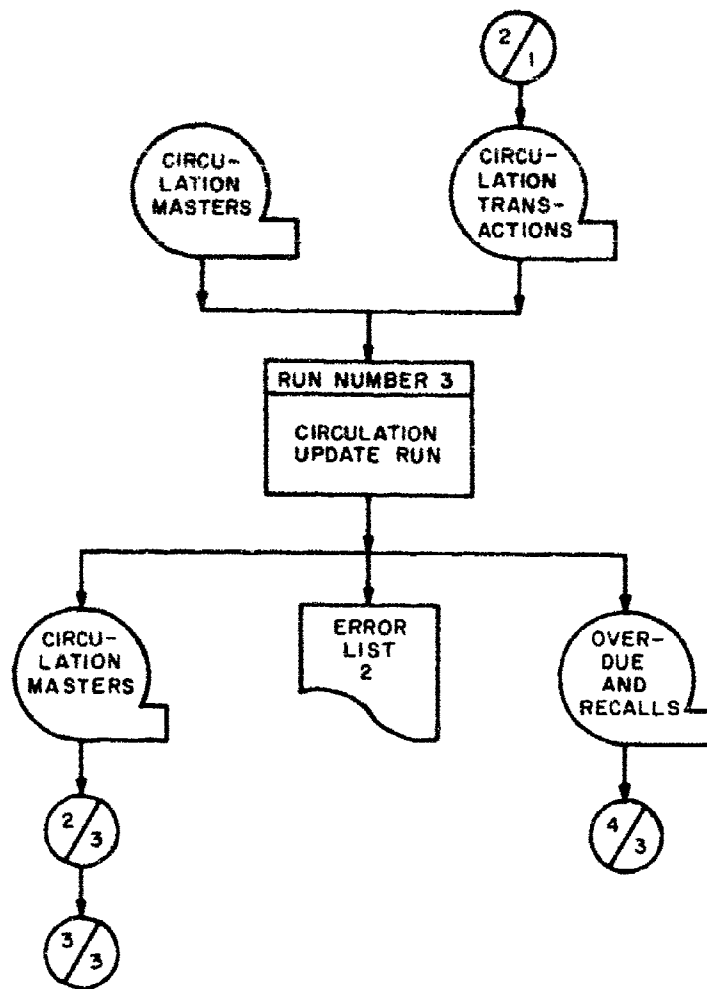 2/1
CIRCU-
LATION
MASTERS
CIRCU-
LATION
TRANS-
ACTIONS
RUN NUMBER 3
CIRCULATION
UPDATE RUN
CIRCU-
LATION
MASTERS
ERROR
LIST
2
OVER-
DUE
AND
RECALLS
2/3
4/3
3/3